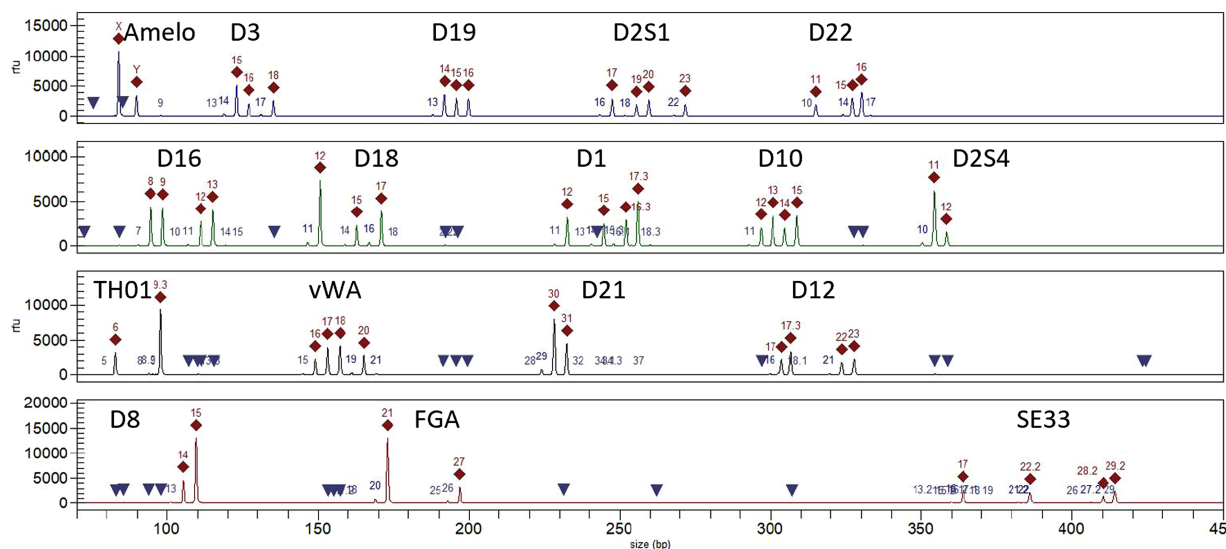 Amelo D3 D19 D2S1 D22
15000
10000
5000
0
rfu
X Y 15 16 18 14 15 16 17 19 20 23 11 15 16
9 13 14 17 13 16 18 22 10 14 17
D16 D18 D1 D10 D2S4
10000
5000
0
8 9 12 13 12 15 17 12 15 17.3 12 13 14 15 11 12
7 10 11 14 15 11 14 16 18 11 13 18.3 11 10
TH01 vWA D21 D12
10000
5000
0
rfu
6 9.3 16 17 18 20 30 31 17 17.3 22 23
5 8 15 19 21 28 29 32 37 16 21
D8 FGA SE33
20000
15000
10000
5000
0
14 15 21 27 17 22.2 28.2 29.2
13 20 25 26 13.2 18 19 21 26 27.2 29
100 150 200 250 300 350 400 45
size (bp)